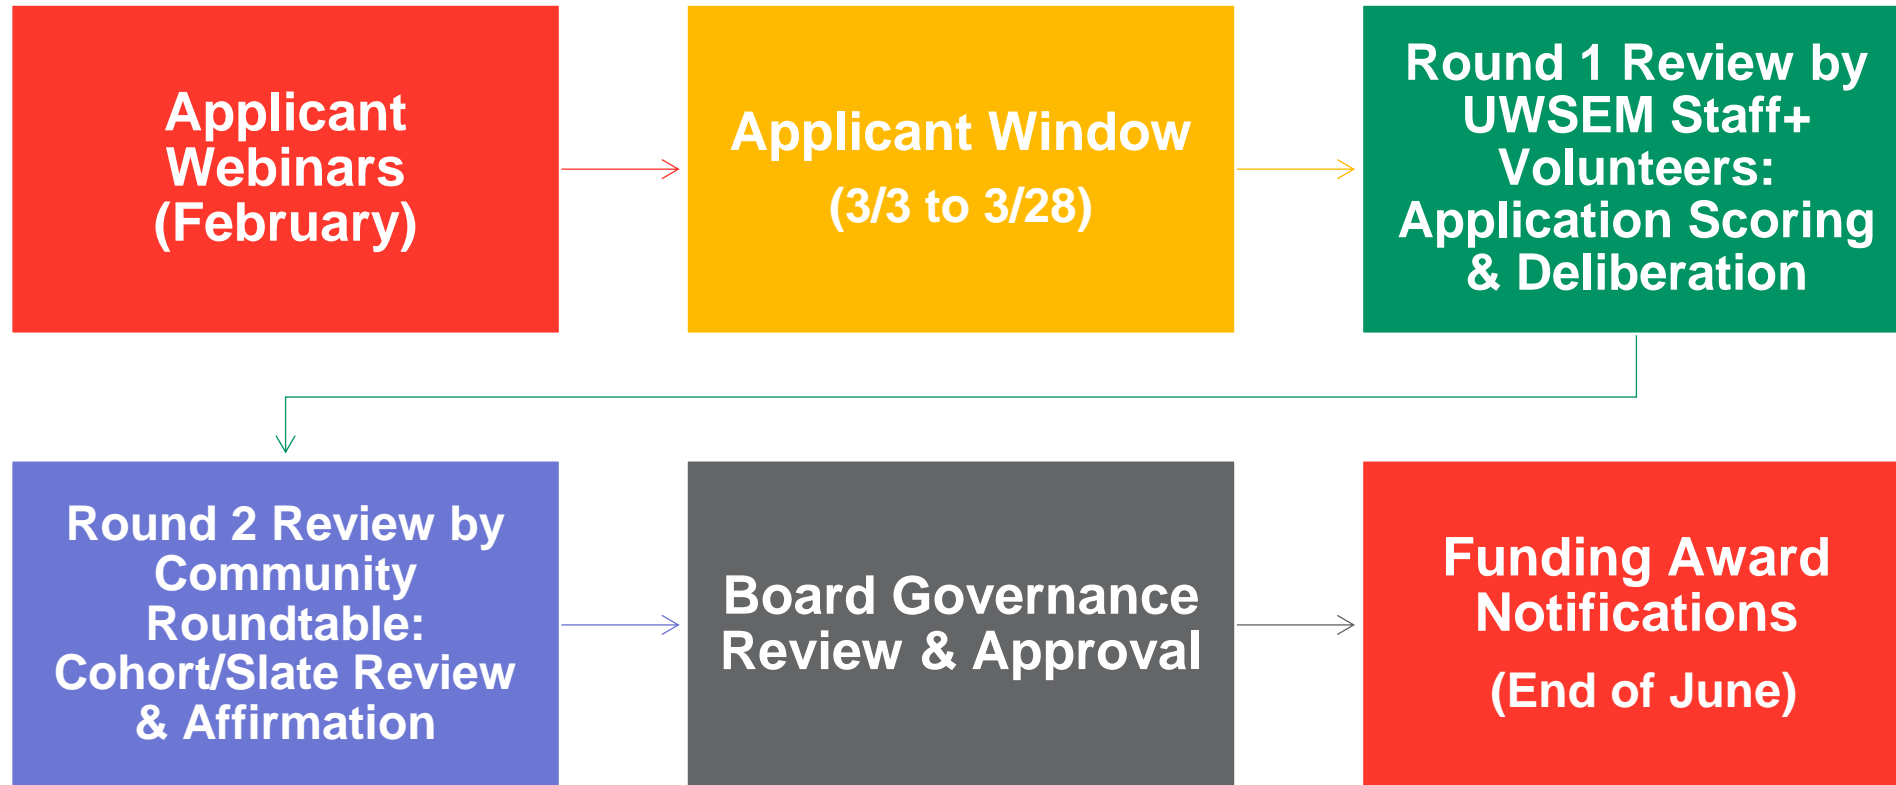 Applicant
Webinars
(February)
Applicant Window
(3/3 to 3/28)
Round 1 Review by
UWSEM Staff+
Volunteers:
Application Scoring
& Deliberation
Round 2 Review by
Community
Roundtable:
Cohort/Slate Review
& Affirmation
Board Governance
Review & Approval
Funding Award
Notifications
(End of June)